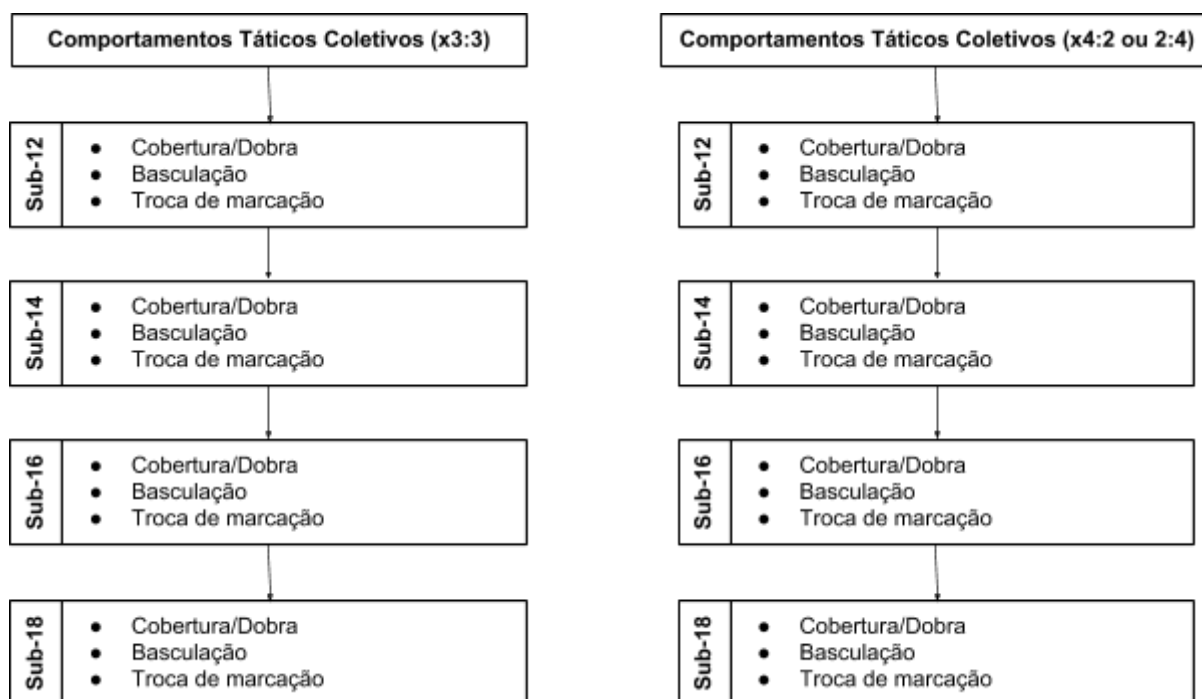 Comportamentos Táticos Coletivos (x3:3)
Sub-12
● Cobertura/Dobra
● Basculação
● Troca de marcação
Sub-14
● Cobertura/Dobra
● Basculação
● Troca de marcação
Sub-16
● Cobertura/Dobra
● Basculação
● Troca de marcação
Sub-18
● Cobertura/Dobra
● Basculação
● Troca de marcação
Comportamentos Táticos Coletivos (x4:2 ou 2:4)
Sub-12
● Cobertura/Dobra
● Basculação
● Troca de marcação
Sub-14
● Cobertura/Dobra
● Basculação
● Troca de marcação
Sub-16
● Cobertura/Dobra
● Basculação
● Troca de marcação
Sub-18
● Cobertura/Dobra
● Basculação
● Troca de marcação